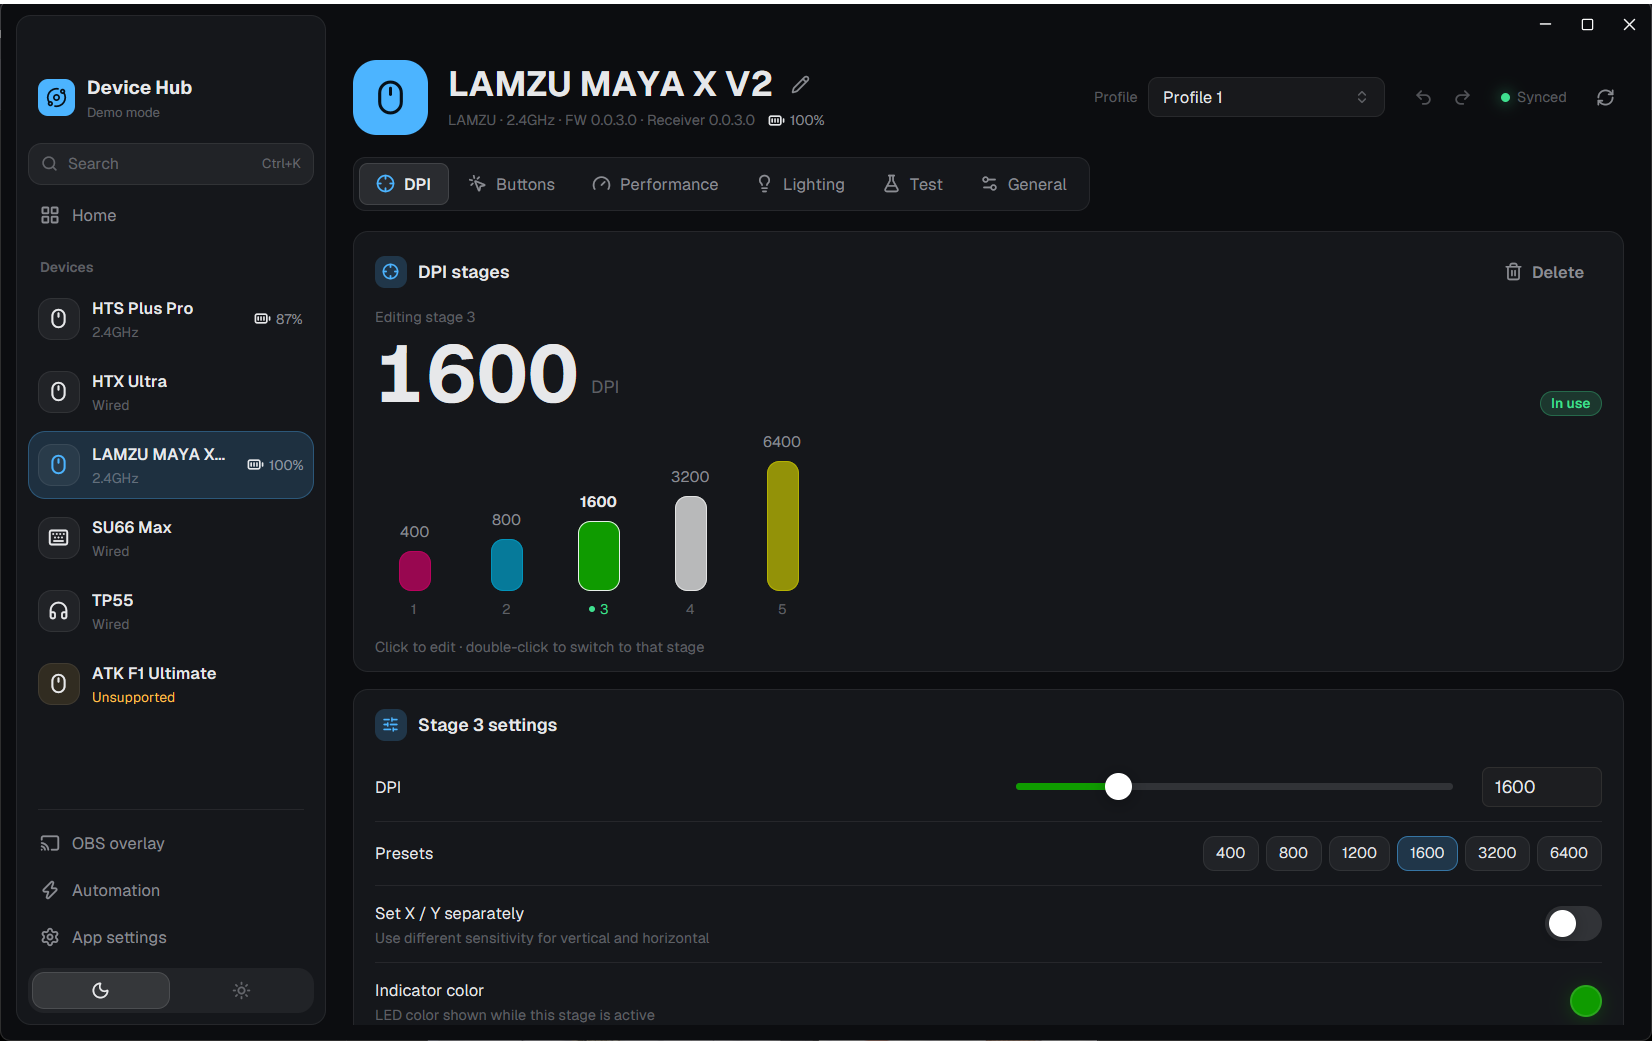 Device Hub
Demo mode
Search Ctrl+K
Home
Devices
HTS Plus Pro
2.4GHz
87%
HTX Ultra
Wired
LAMZU MAYA X...
2.4GHz
100%
SU66 Max
Wired
TP55
Wired
ATK F1 Ultimate
Unsupported
OBS overlay
Automation
App settings
LAMZU MAYA X V2
LAMZU · 2.4GHz · FW 0.0.3.0 · Receiver 0.0.3.0 100%
Profile Profile 1 Synced
DPI Buttons Performance Lighting Test General
DPI stages Delete
Editing stage 3
1600 DPI
In use
400 800 1600 3200 6400
1 2 3 4 5
Click to edit · double-click to switch to that stage
Stage 3 settings
DPI 1600
Presets 400 800 1200 1600 3200 6400
Set X / Y separately
Use different sensitivity for vertical and horizontal
Indicator color
LED color shown while this stage is active